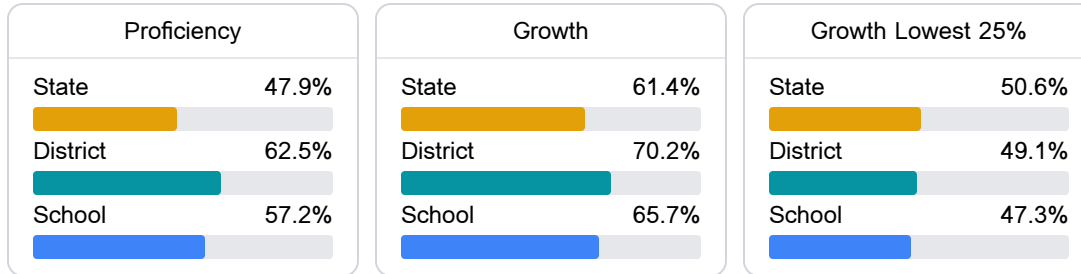 Proficiency
State 47.9%
District 62.5%
School 57.2%
Growth
State 61.4%
District 70.2%
School 65.7%
Growth Lowest 25%
State 50.6%
District 49.1%
School 47.3%